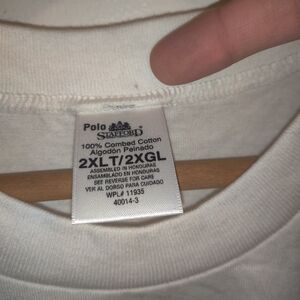 Polo STAFFORD
100% Combed Cotton
Algodón Peinado
2XLT/2XGL
ASSEMBLED IN HONDURAS
ENSAMBLADO EN HONDURAS
SEE REVERSE FOR CARE
VER AL DORSO PARA CUIDADO
WPL# 11935
40014-3